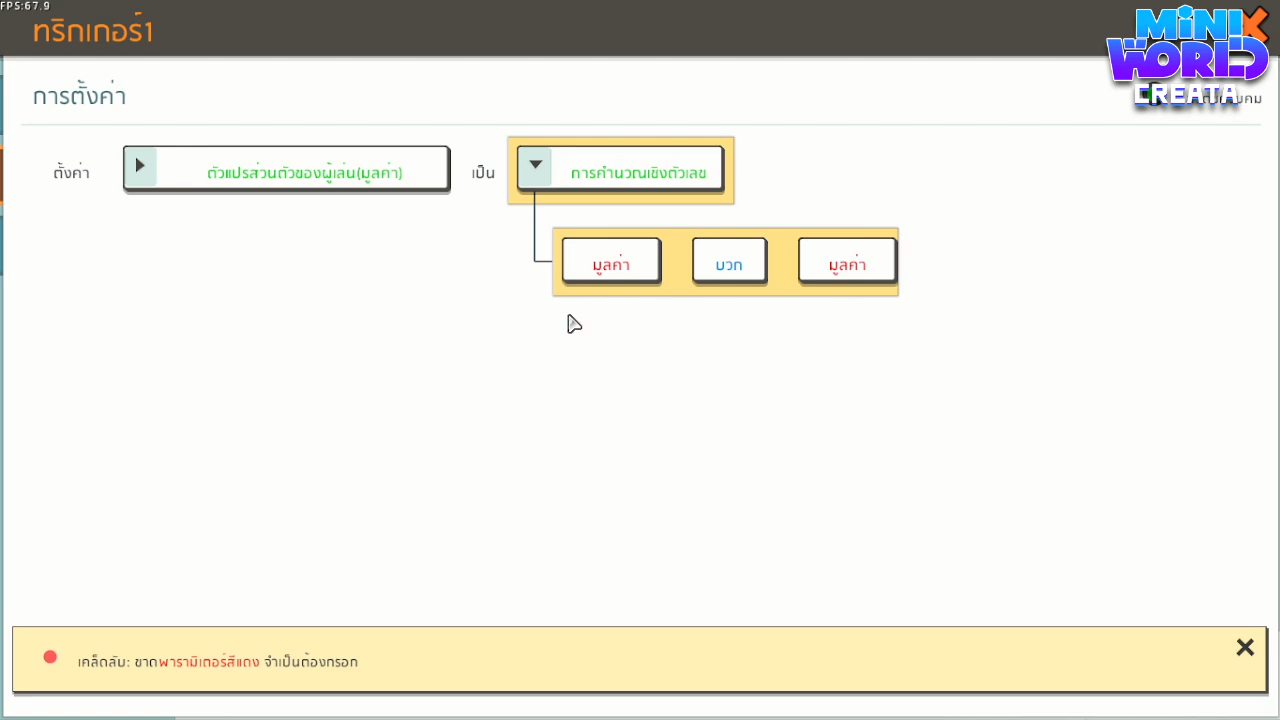 FPS:67.9
ทริกเกอร์1
MINI
WORLD
CREATA
การตั้งค่า
ตั้งค่า
ตัวแปรส่วนตัวของผู้เล่น(มูลค่า)
เป็น
การคำนวณเชิงตัวเลข
มูลค่า
บวก
มูลค่า
เคล็ดลับ: ขาดพารามิเตอร์สีแดง จำเป็นต้องกรอก